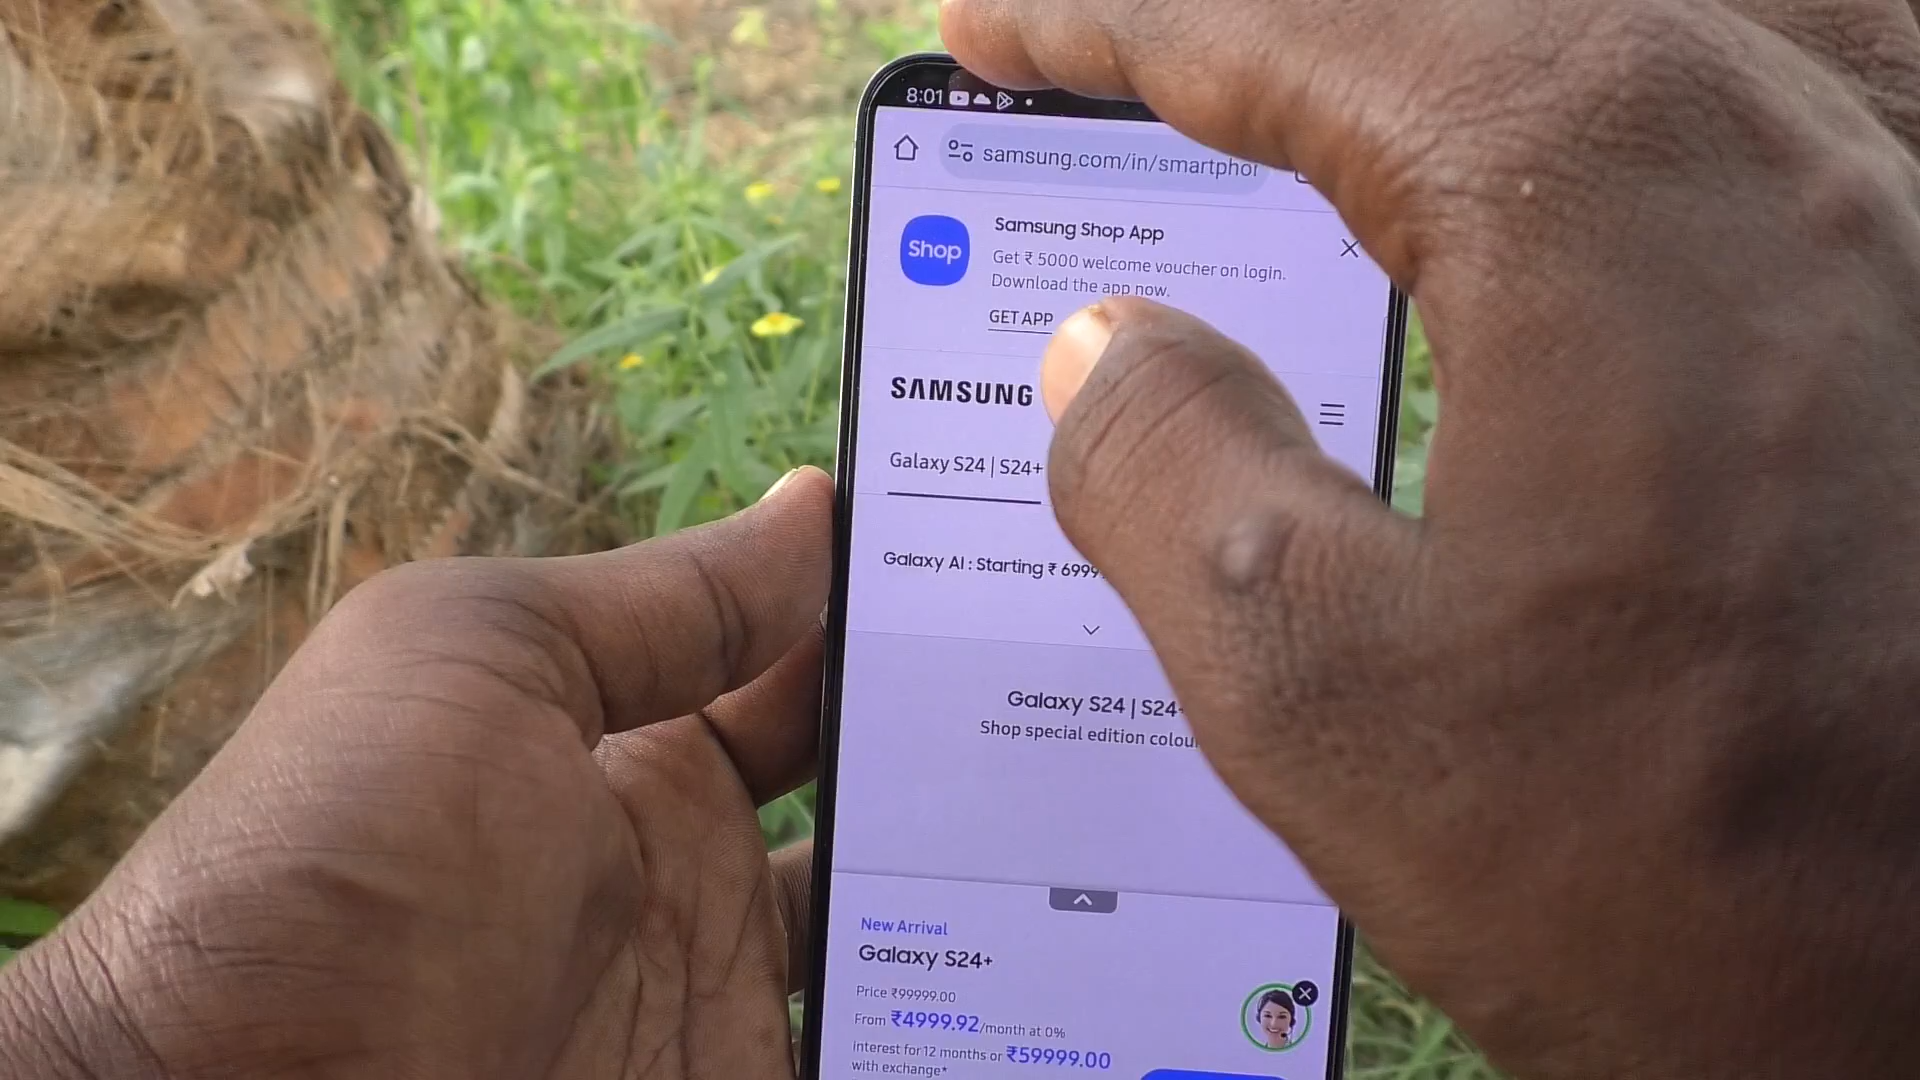 8:01
samsung.com/in/smartphor
Shop
Samsung Shop App
Get ₹ 5000 welcome voucher on login.
Download the app now.
GET APP
SAMSUNG
Galaxy S24 | S24+
Galaxy AI : Starting ₹ 6999
Galaxy S24 | S24+
Shop special edition colou
New Arrival
Galaxy S24+
Price ₹99999.00
From ₹4999.92/month at 0%
interest for 12 months or ₹59999.00
with exchange*